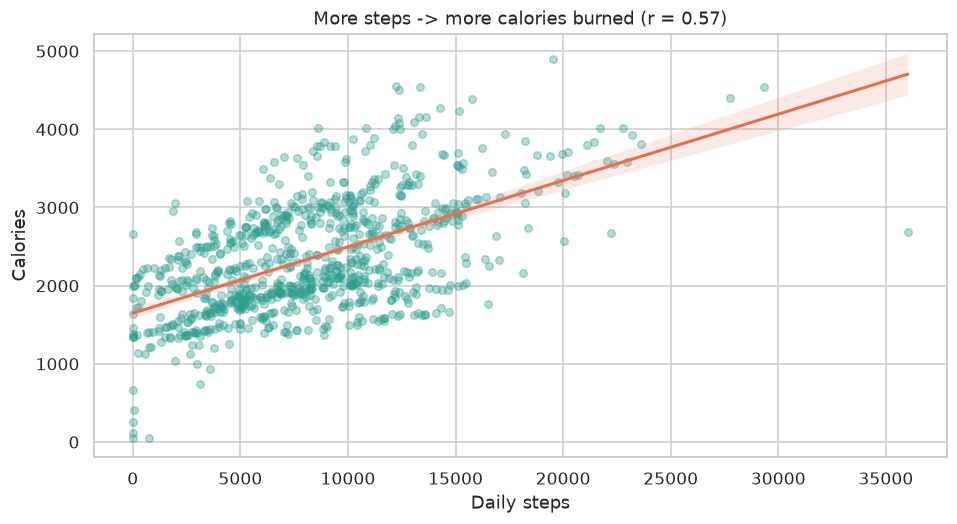 More steps -> more calories burned (r = 0.57)
5000
4000
3000
2000
1000
0
Calories
0 5000 10000 15000 20000 25000 30000 35000
Daily steps